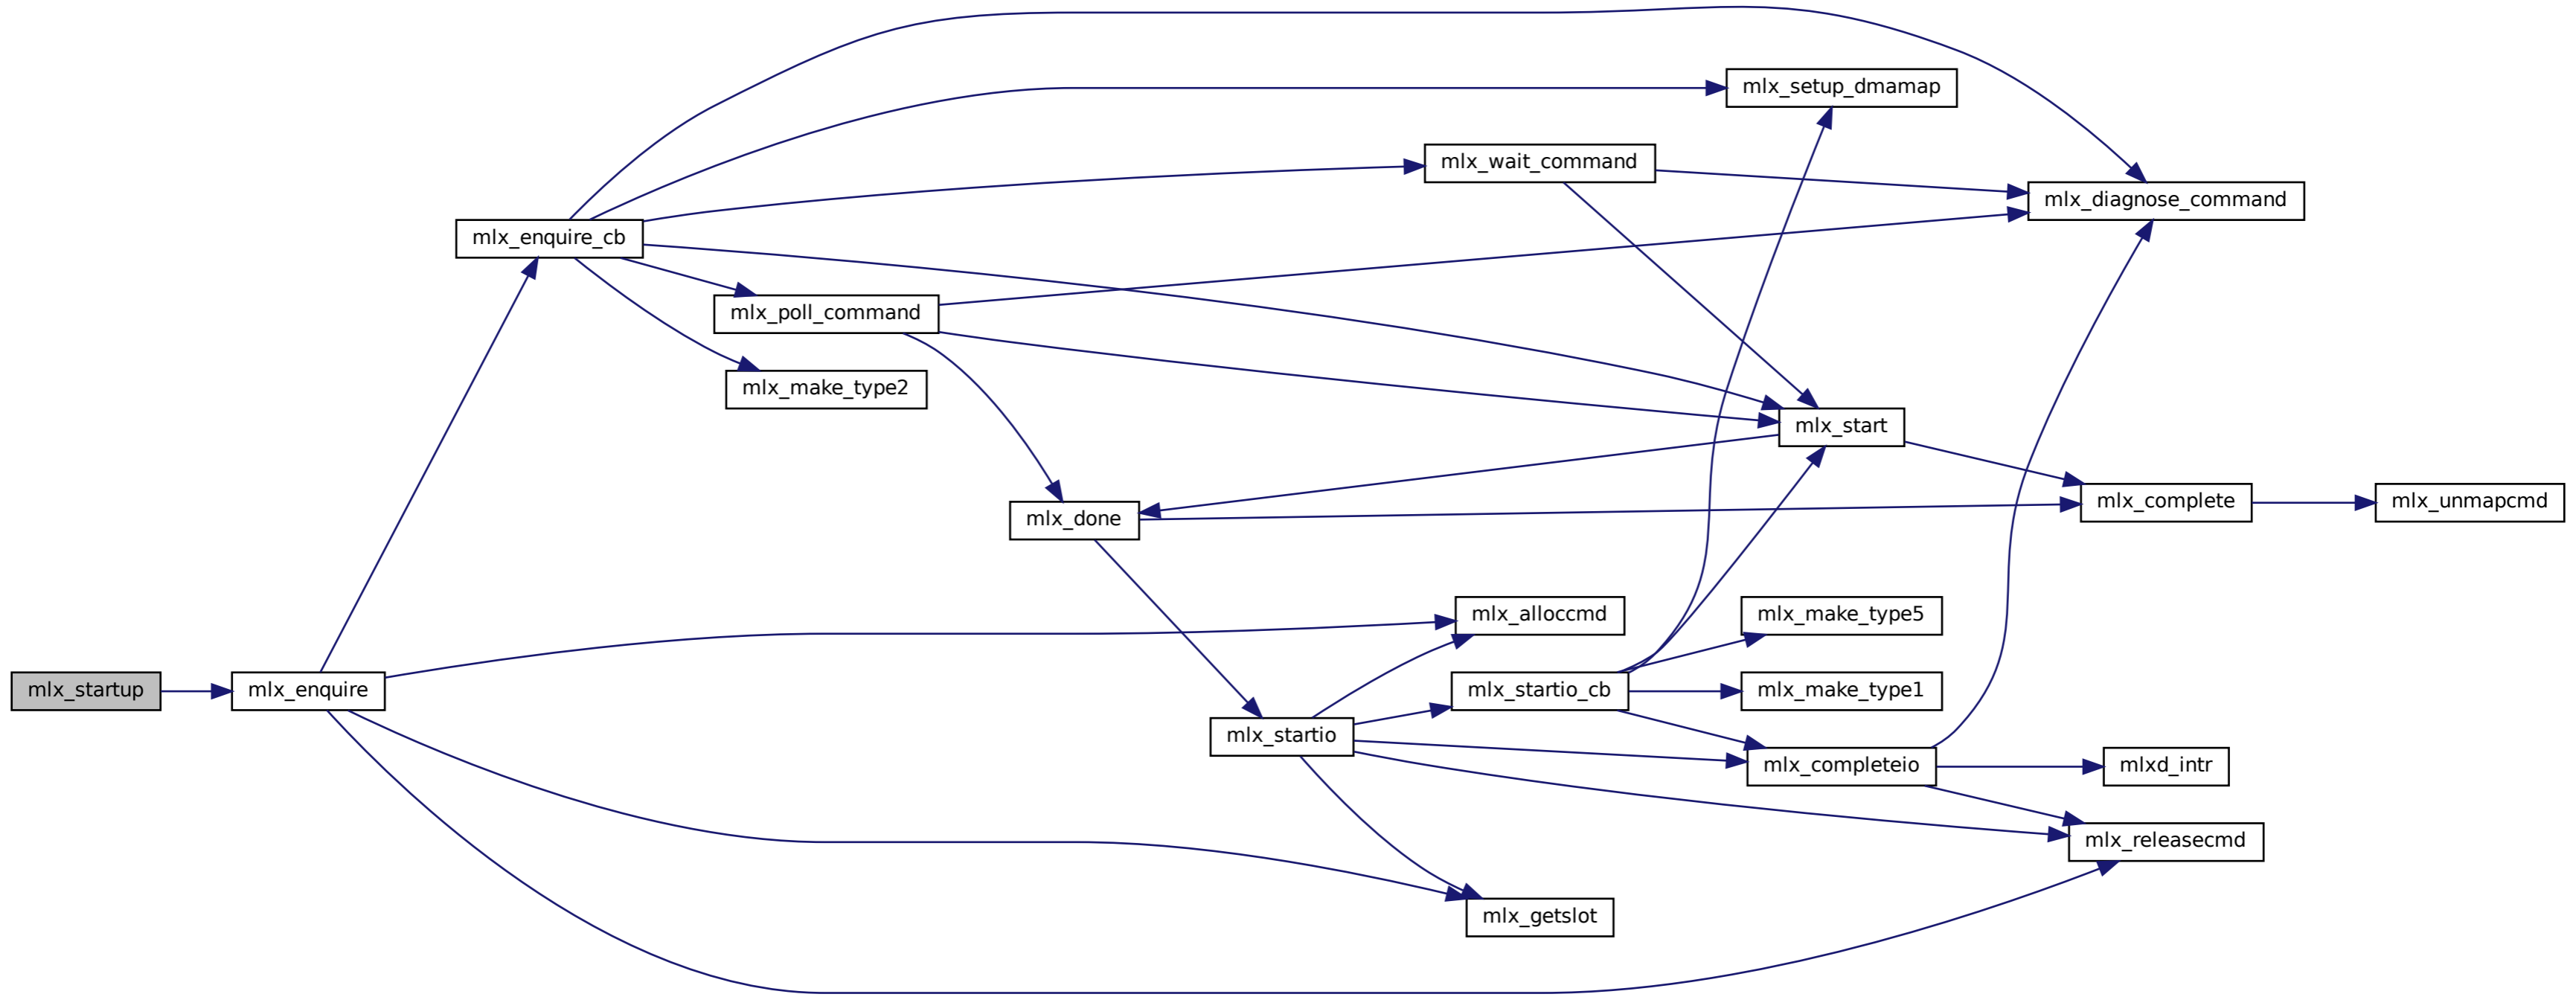 mlx_setup_dmamap
mlx_wait_command
mlx_diagnose_command
mlx_enquire_cb
mlx_poll_command
mlx_make_type2
mlx_start
mlx_complete
mlx_unmapcmd
mlx_done
mlx_alloccmd
mlx_make_type5
mlx_startup
mlx_enquire
mlx_startio_cb
mlx_make_type1
mlx_startio
mlx_completeio
mlxd_intr
mlx_releasecmd
mlx_getslot